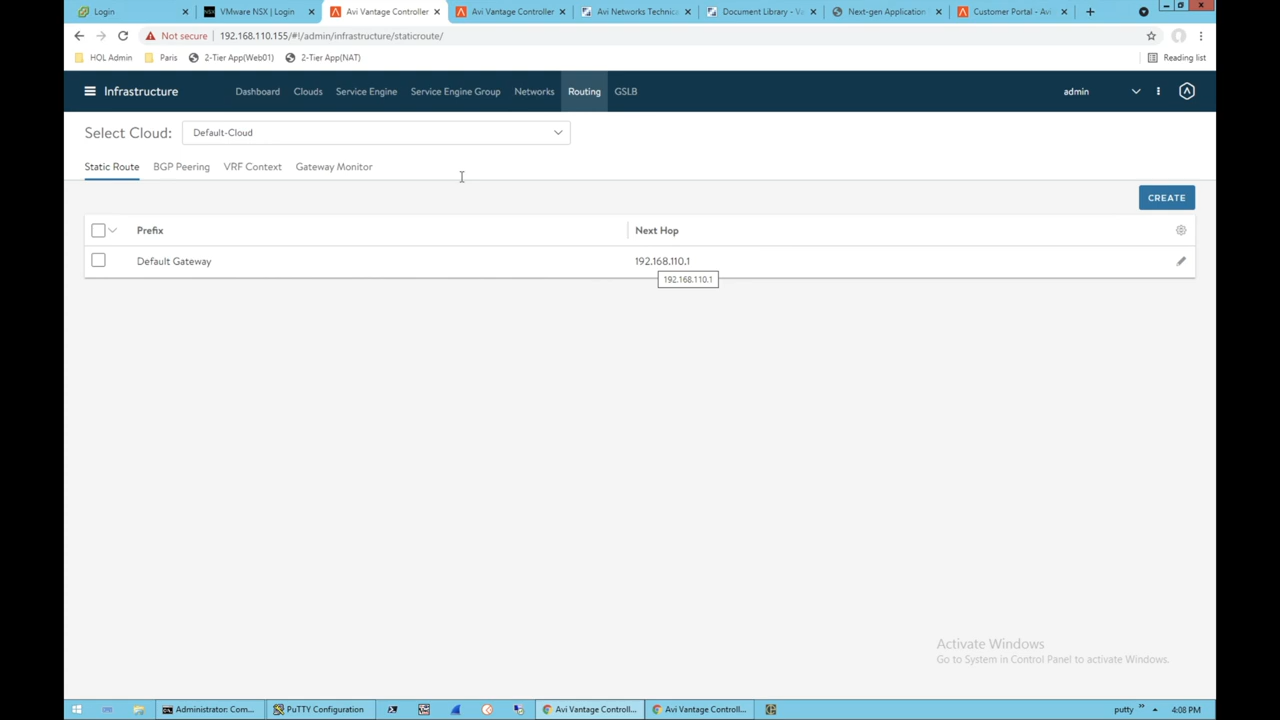 Login
VMware NSX | Login
Avi Vantage Controller
Avi Vantage Controller
Avi Networks Technica
Document Library - Va
Next-gen Application
Customer Portal - Avi
Not secure
192.168.110.155/#!/admin/infrastructure/staticroute/
HOL Admin
Paris
2-Tier App(Web01)
2-Tier App(NAT)
Reading list
Infrastructure
Dashboard
Clouds
Service Engine
Service Engine Group
Networks
Routing
GSLB
admin
Select Cloud:
Default-Cloud
Static Route
BGP Peering
VRF Context
Gateway Monitor
CREATE
Prefix
Next Hop
Default Gateway
192.168.110.1
192.168.110.1
Activate Windows
Go to System in Control Panel to activate Windows.
Administrator: Com...
PuTTY Configuration
Avi Vantage Controll...
Avi Vantage Controll...
putty
4:08 PM